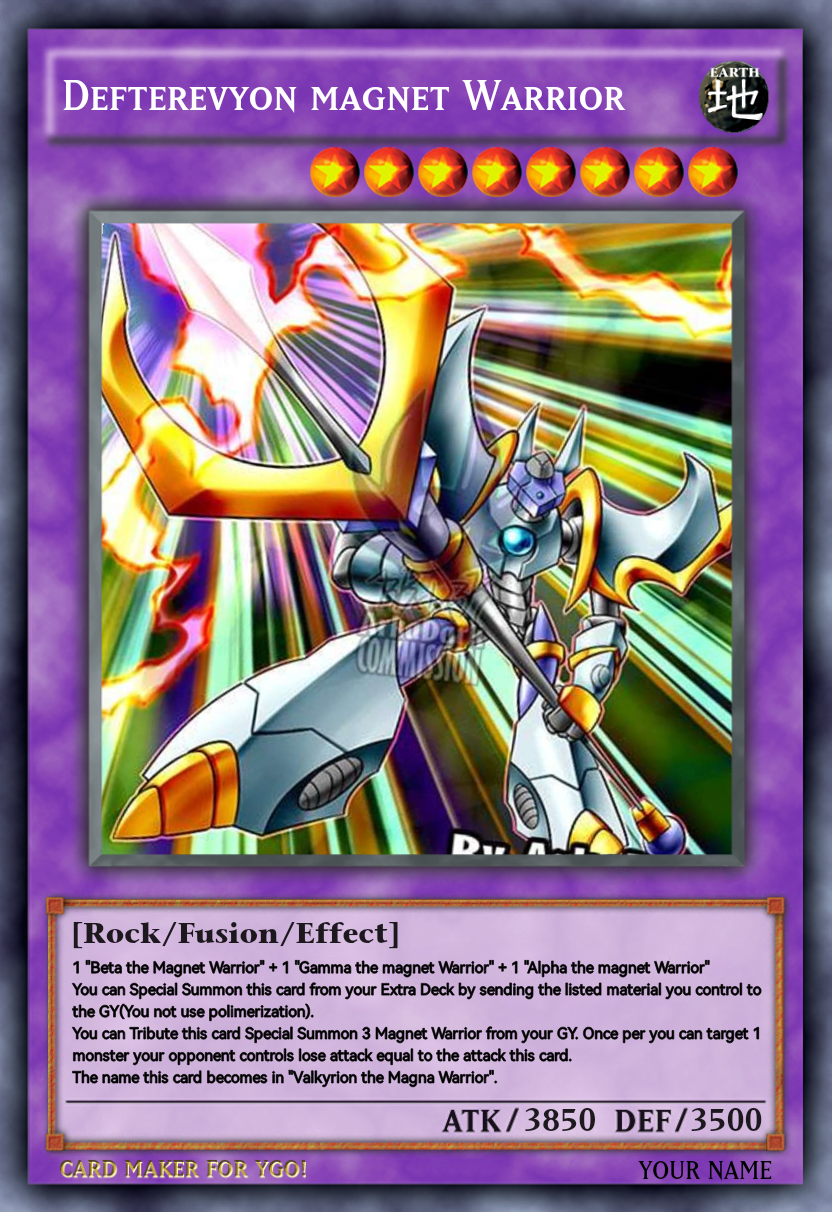 Defterevyon magnet Warrior
EARTH
地
COMMISSION
By
[Rock/Fusion/Effect]
1 "Beta the Magnet Warrior" + 1 "Gamma the magnet Warrior" + 1 "Alpha the magnet Warrior"
You can Special Summon this card from your Extra Deck by sending the listed material you control to
the GY(You not use polimerization).
You can Tribute this card Special Summon 3 Magnet Warrior from your GY. Once per you can target 1
monster your opponent controls lose attack equal to the attack this card.
The name this card becomes in "Valkyrion the Magna Warrior".
ATK/3850 DEF/3500
CARD MAKER FOR YGO!
YOUR NAME